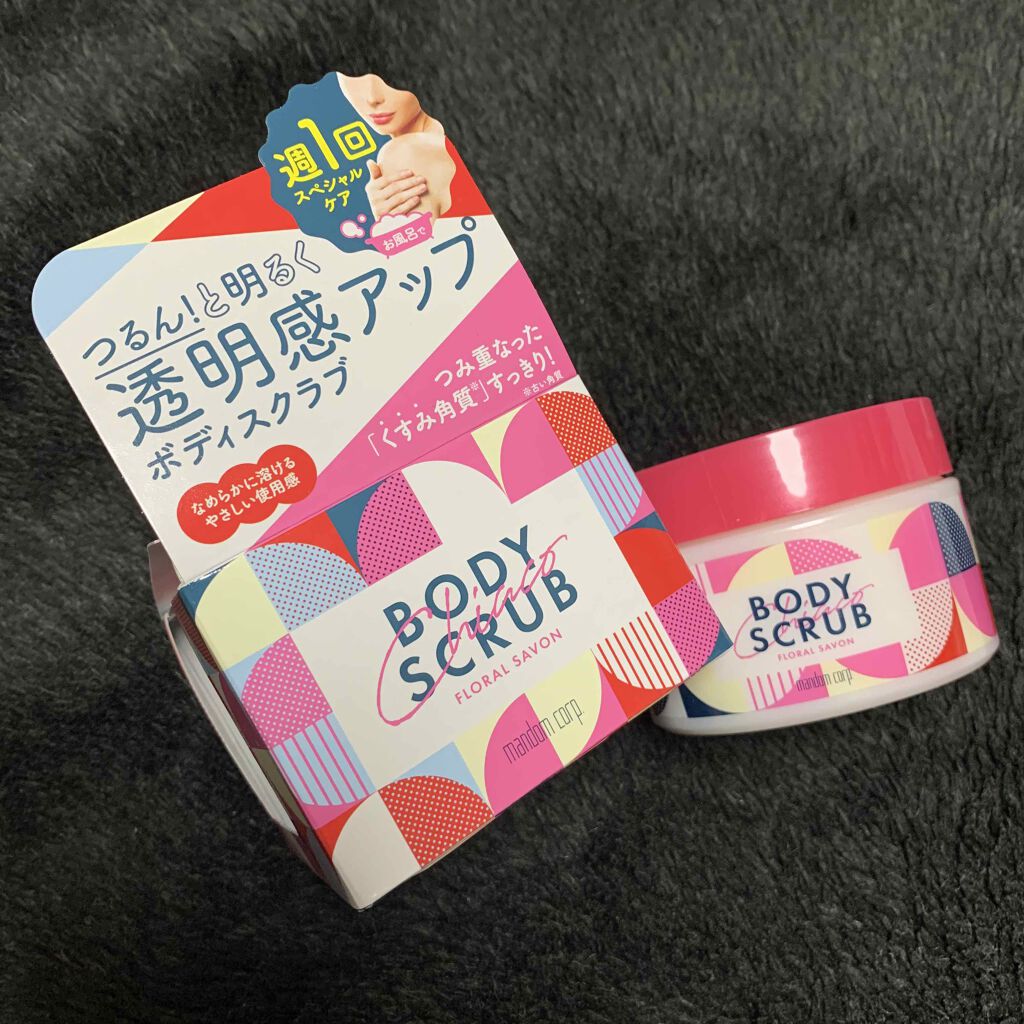 週1回
スペシャル
ケア
お風呂で
つるん!と明るく
透明感アップ
ボディスクラブ
つみ重なった
「くすみ角質※」すっきり!
※古い角質
なめらかに溶ける
やさしい使用感
BODY
Chiaco
SCRUB
FLORAL SAVON
mandom corp.
BODY
Chiaco
SCRUB
FLORAL SAVON
mandom corp.